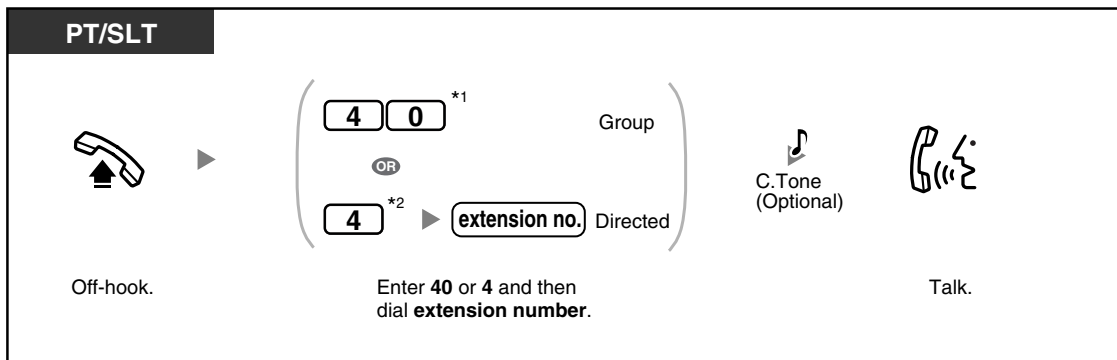 PT/SLT
4 0 *1 Group
OR
4 *2 extension no. Directed
C.Tone
(Optional)
Off-hook.
Enter 40 or 4 and then
dial extension number.
Talk.